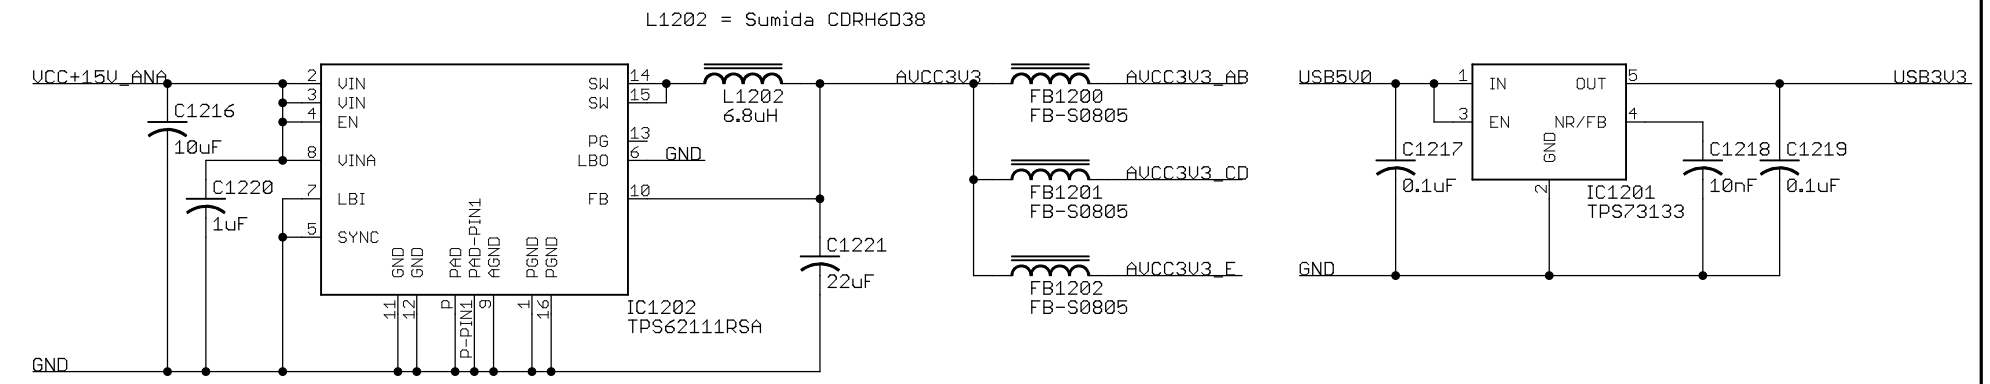 L1202 = Sumida CDRH6D38
VCC+15V_ANA
C1216
10uF
C1220
1uF
GND
2
3
4
8
7
5
VIN
VIN
EN
VINA
LBI
SYNC
SW
SW
PG
LBO
FB
14
15
13
6
10
GND
GND
PAD
PAD-PIN1
AGND
PGND
PGND
11
12
P
P-PIN1
9
1
16
IC1202
TPS62111RSA
GND
L1202
6.8uH
C1221
22uF
AVCC3V3
FB1200
FB-S0805
AVCC3V3_AB
FB1201
FB-S0805
AVCC3V3_CD
FB1202
FB-S0805
AVCC3V3_E
USB5V0
C1217
0.1uF
GND
1
3
IN
EN
OUT
NR/FB
GND
5
4
2
IC1201
TPS73133
C1218
10nF
C1219
0.1uF
USB3V3